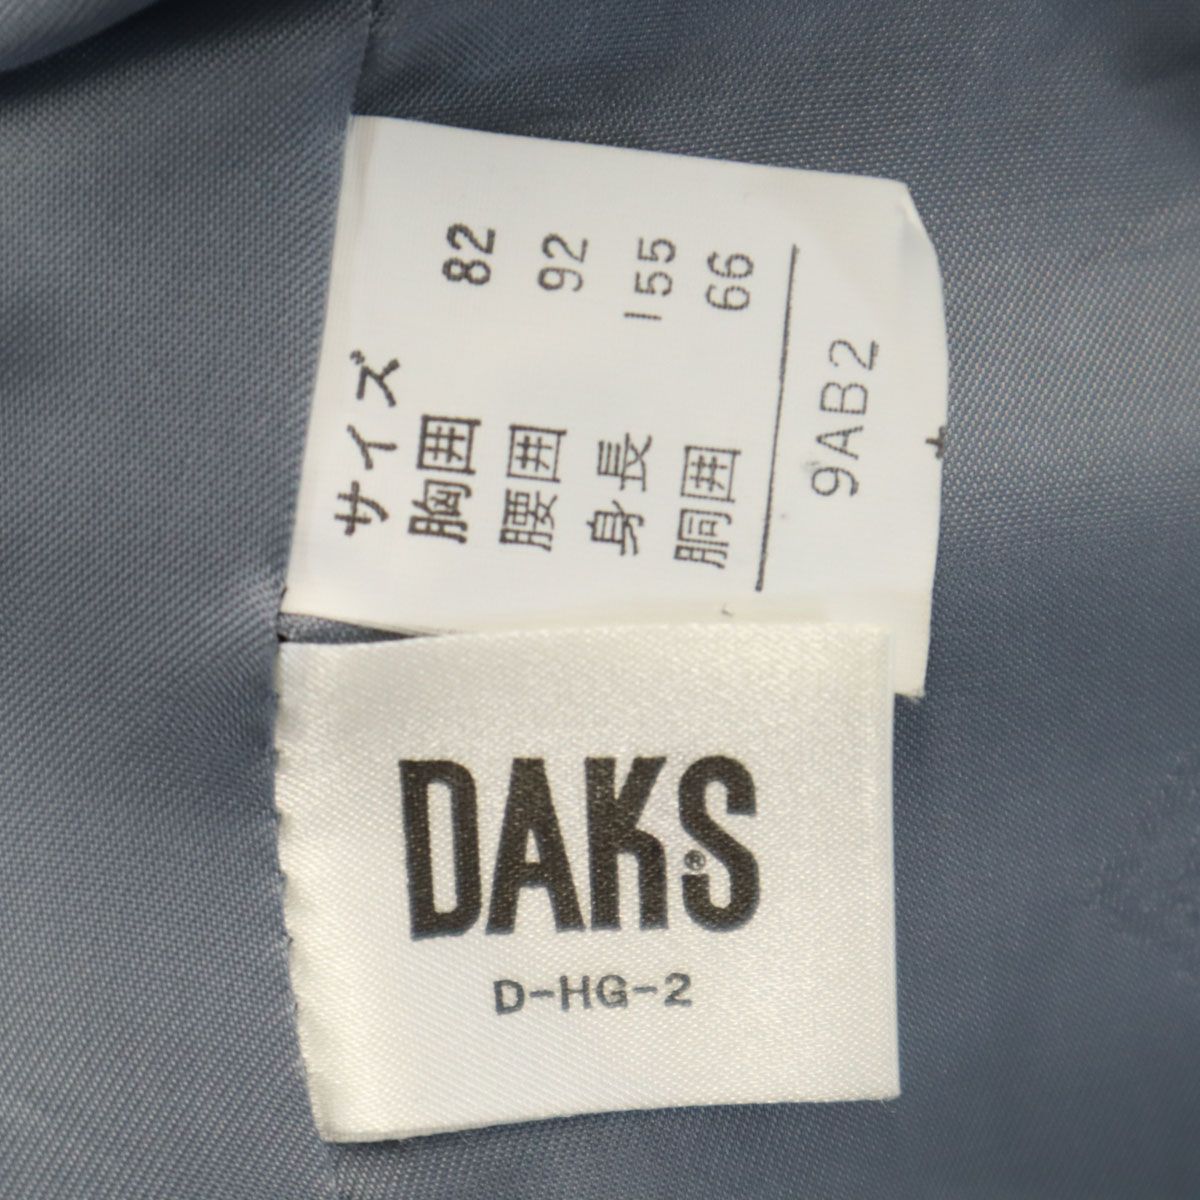 サイズ
胸囲 82
腰囲 92
身長 155
胴囲 66
9AB2
DAKS®
D-HG-2